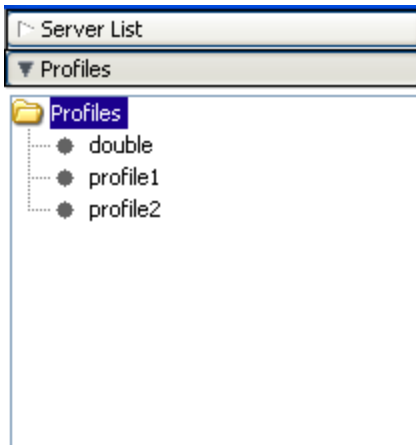 Server List
Profiles
Profiles
double
profile1
profile2